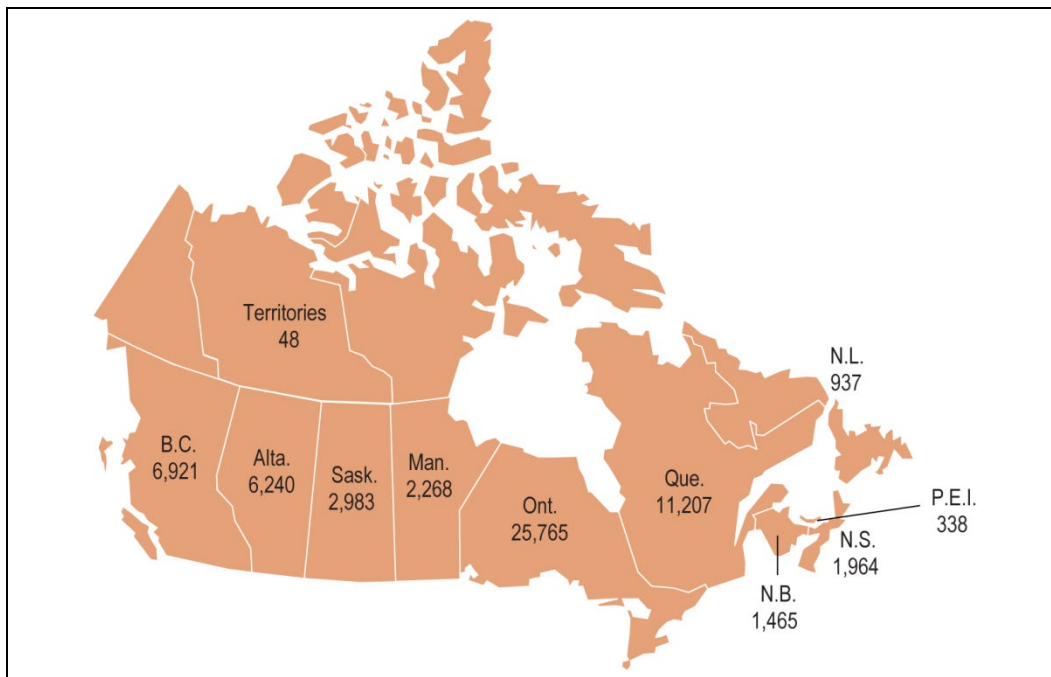 Territories
48
N.L.
937
B.C.
6,921
Alta.
6,240
Sask.
2,983
Man.
2,268
Ont.
25,765
Que.
11,207
P.E.I.
338
N.S.
1,964
N.B.
1,465